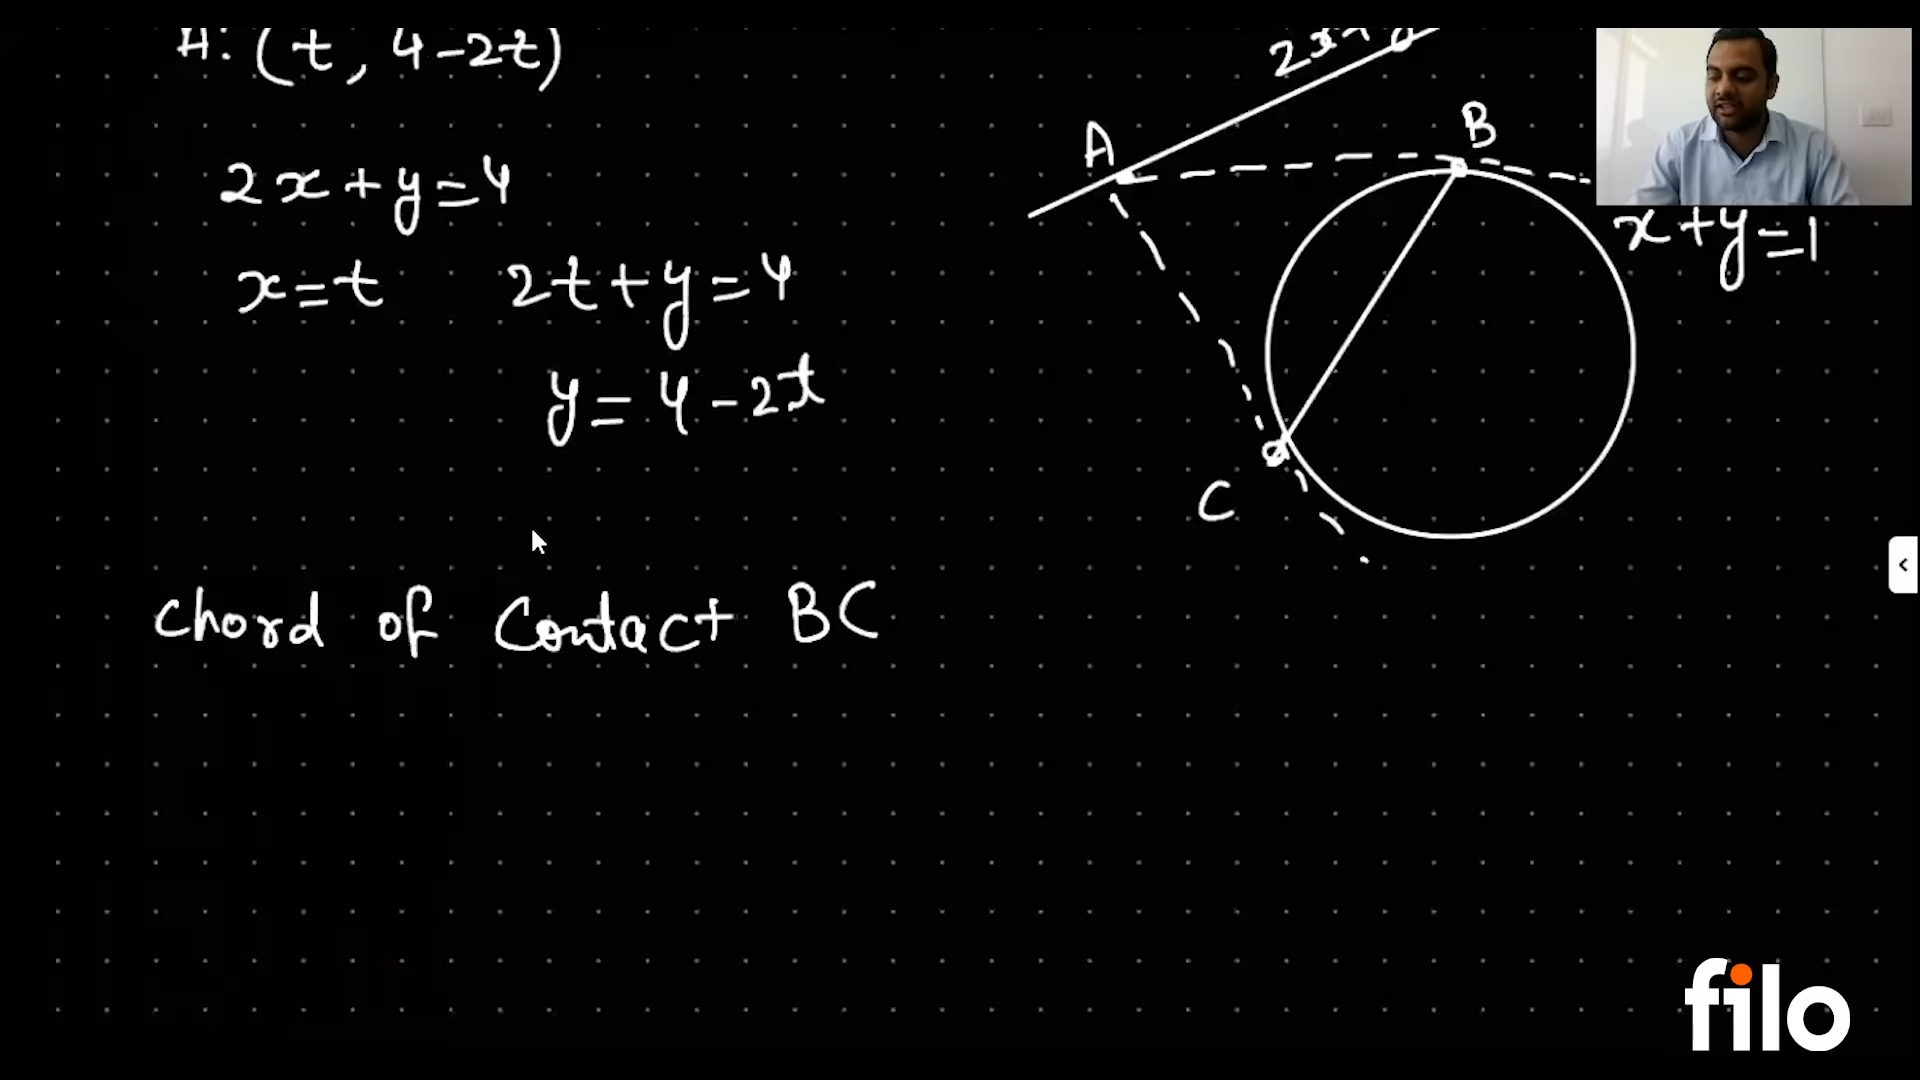 A: (t, 4-2t)
2x+y=4
x=t 2t+y=4
y=4-2t
chord of contact BC
A
B
C
x+y=1
filo